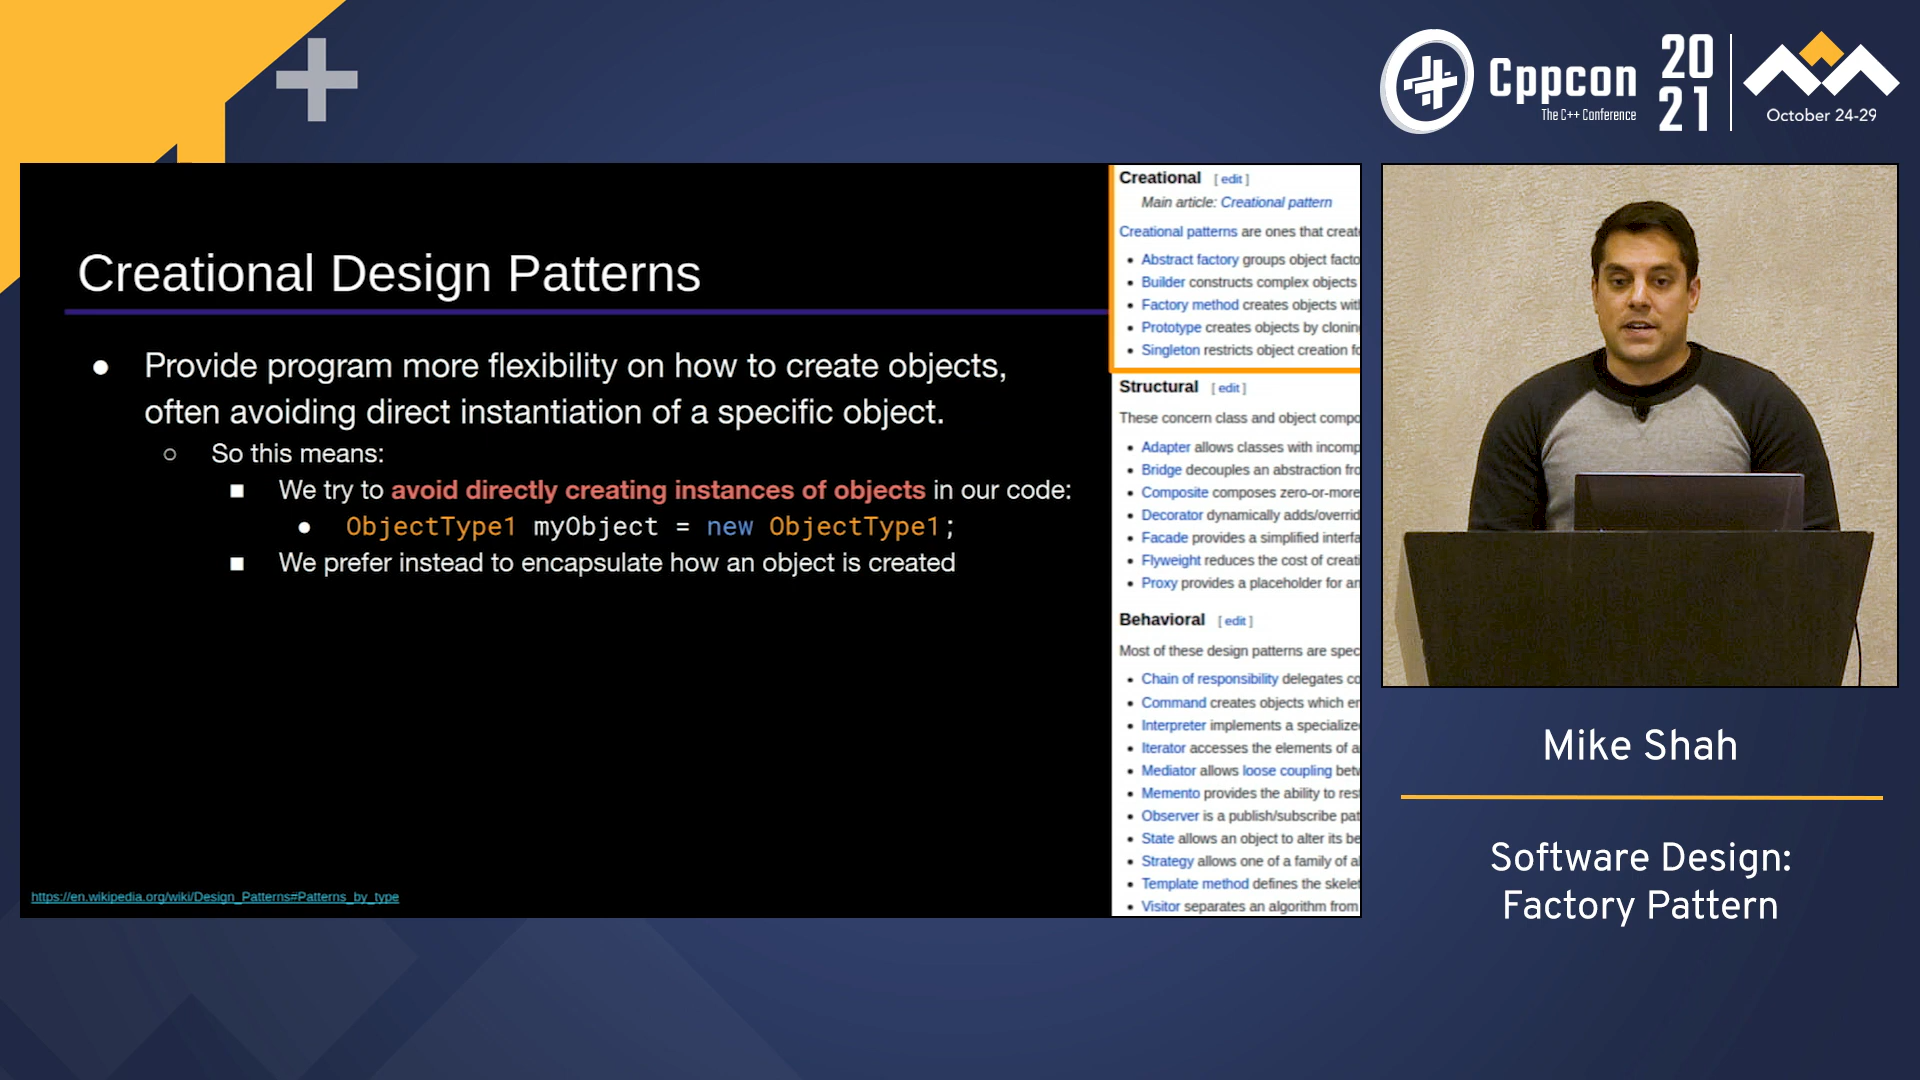 Cppcon
The C++ Conference
20
21
October 24-29
Creational Design Patterns
● Provide program more flexibility on how to create objects,
often avoiding direct instantiation of a specific object.
○ So this means:
■ We try to avoid directly creating instances of objects in our code:
● ObjectType1 myObject = new ObjectType1;
■ We prefer instead to encapsulate how an object is created
https://en.wikipedia.org/wiki/Design_Patterns#Patterns_by_type
Creational [ edit ]
Main article: Creational pattern
Creational patterns are ones that create
• Abstract factory groups object facto
• Builder constructs complex objects
• Factory method creates objects with
• Prototype creates objects by cloning
• Singleton restricts object creation fo
Structural [ edit ]
These concern class and object compo
• Adapter allows classes with incomp
• Bridge decouples an abstraction fro
• Composite composes zero-or-more
• Decorator dynamically adds/overrid
• Facade provides a simplified interfa
• Flyweight reduces the cost of creati
• Proxy provides a placeholder for an
Behavioral [ edit ]
Most of these design patterns are spec
• Chain of responsibility delegates co
• Command creates objects which en
• Interpreter implements a specialize
• Iterator accesses the elements of a
• Mediator allows loose coupling betw
• Memento provides the ability to rest
• Observer is a publish/subscribe pat
• State allows an object to alter its be
• Strategy allows one of a family of al
• Template method defines the skelet
• Visitor separates an algorithm from
Mike Shah
Software Design:
Factory Pattern